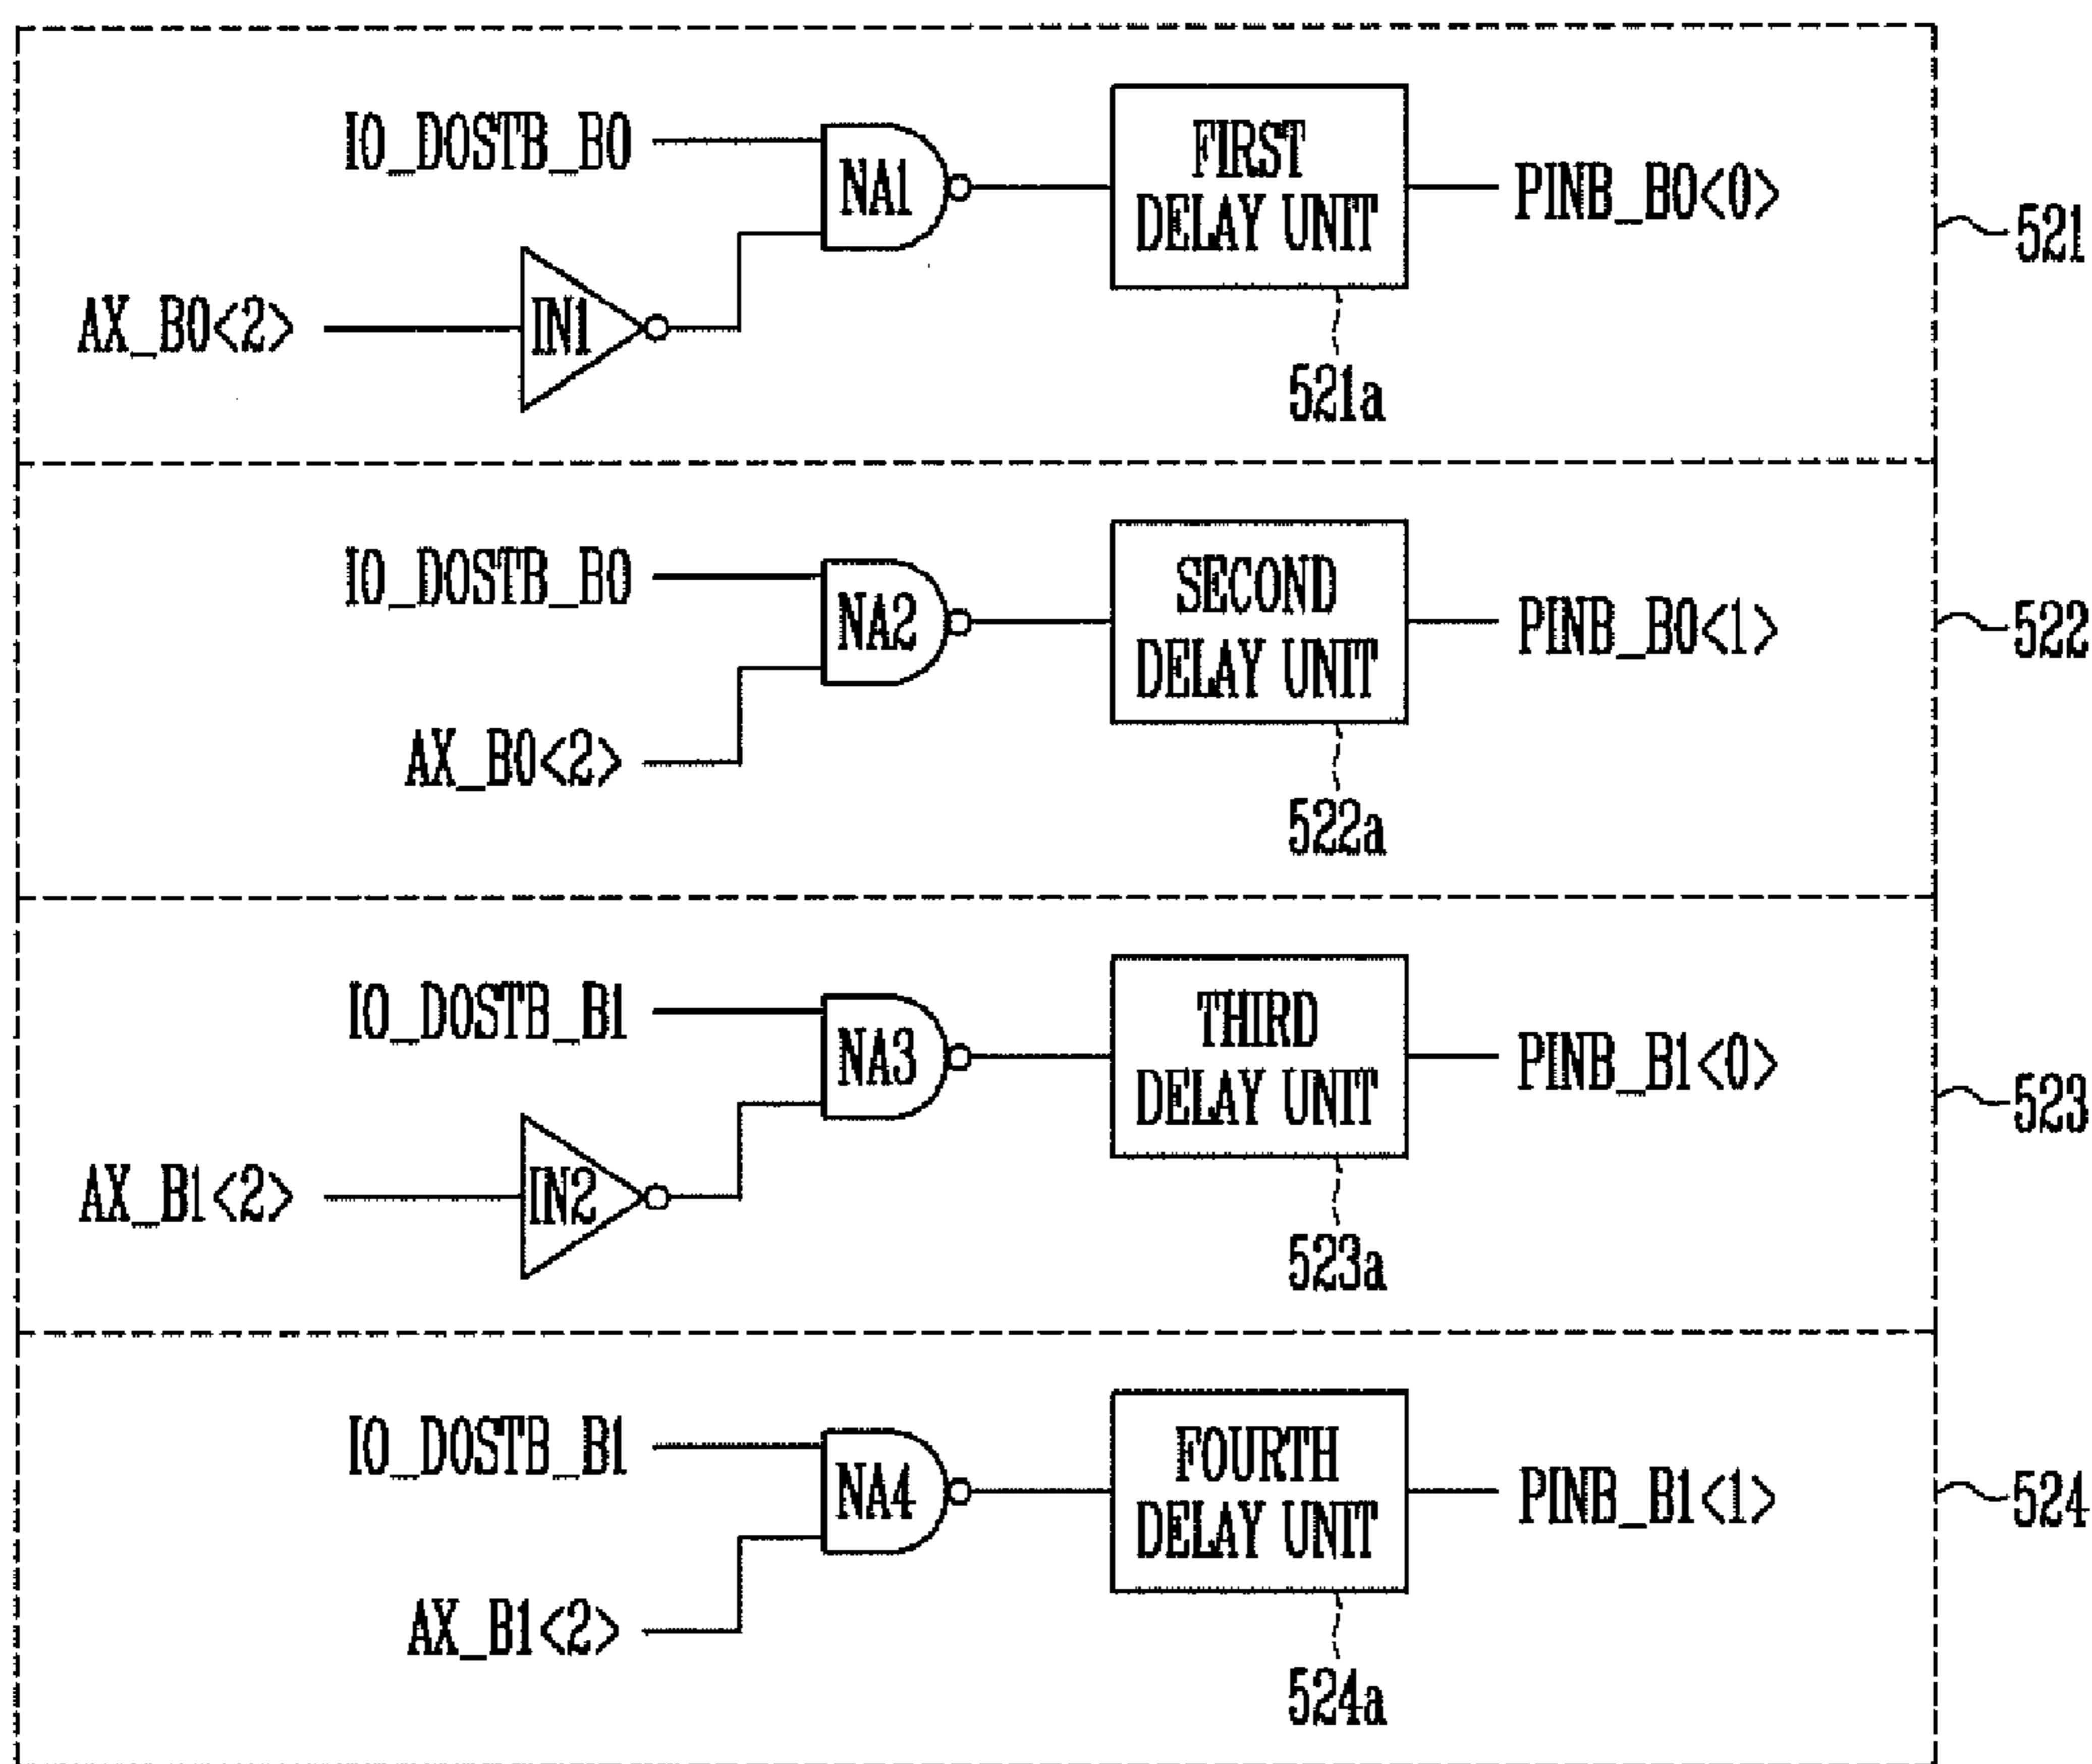 IO_DOSTB_B0
NA1
FIRST
DELAY UNIT
PINB_B0<0>
521
AX_B0<2>
IN1
521a
IO_DOSTB_B0
NA2
SECOND
DELAY UNIT
PINB_B0<1>
522
AX_B0<2>
522a
IO_DOSTB_B1
NA3
THIRD
DELAY UNIT
PINB_B1<0>
523
AX_B1<2>
IN2
523a
IO_DOSTB_B1
NA4
FOURTH
DELAY UNIT
PINB_B1<1>
524
AX_B1<2>
524a